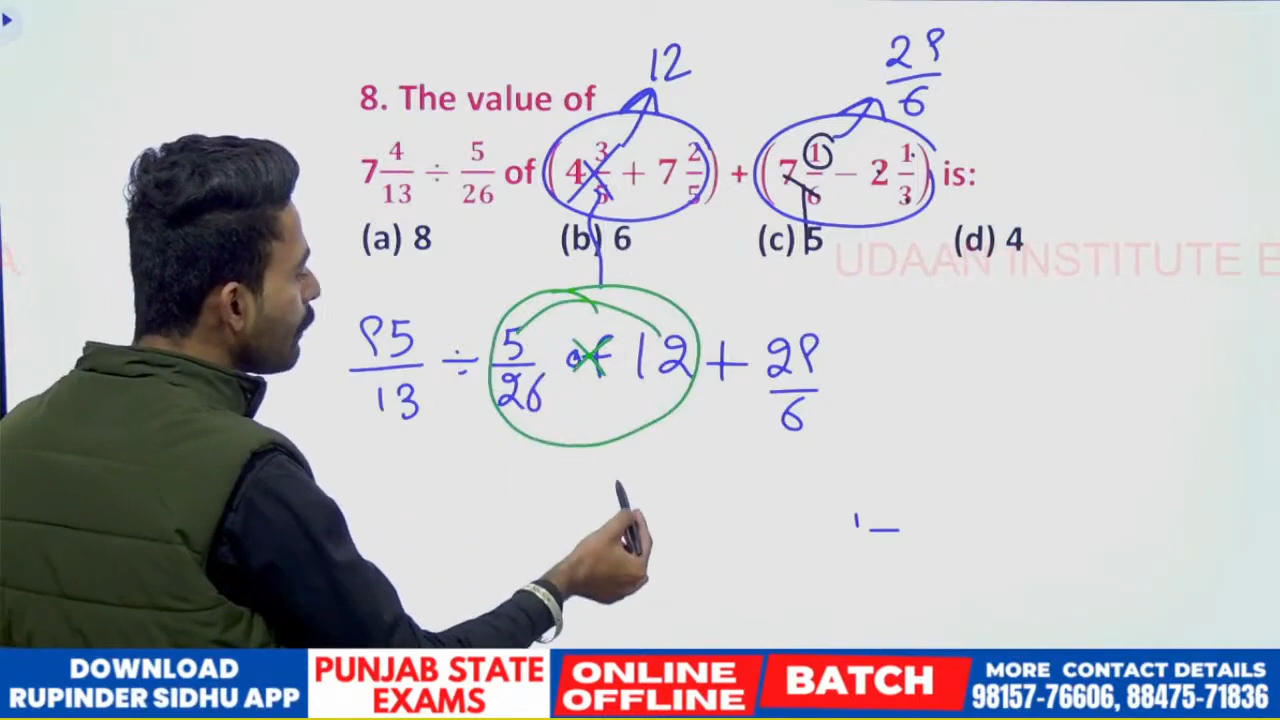 12
29/6
8. The value of
7 4/13 ÷ 5/26 of (4 3/5 + 7 2/5) + (7 1/6 − 2 1/3) is:
(a) 8 (b) 6 (c) 5 (d) 4
UDAAN INSTITUTE B
95/13 ÷ 5/26 of 12 + 29/6
DOWNLOAD
RUPINDER SIDHU APP
PUNJAB STATE
EXAMS
ONLINE
OFFLINE
BATCH
MORE CONTACT DETAILS
98157-76606, 88475-71836